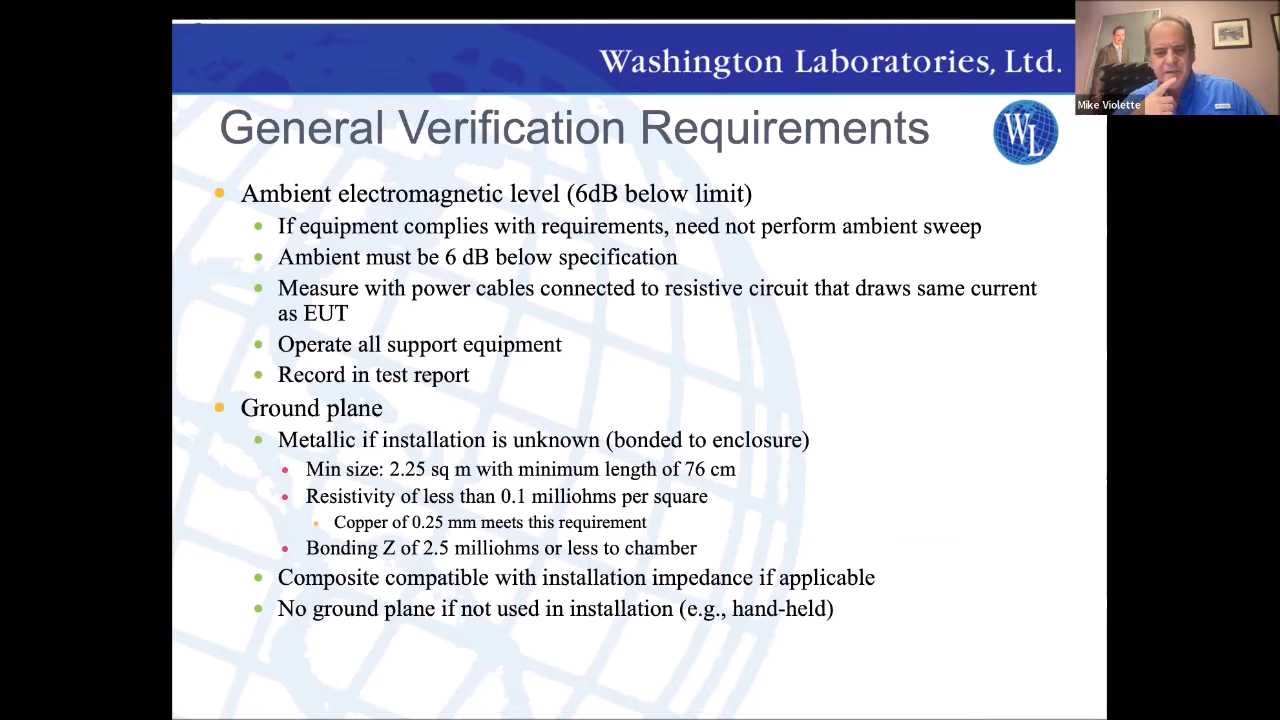 Washington Laboratories, Ltd.
Mike Violette
General Verification Requirements
WL
Ambient electromagnetic level (6dB below limit)
If equipment complies with requirements, need not perform ambient sweep
Ambient must be 6 dB below specification
Measure with power cables connected to resistive circuit that draws same current
as EUT
Operate all support equipment
Record in test report
Ground plane
Metallic if installation is unknown (bonded to enclosure)
Min size: 2.25 sq m with minimum length of 76 cm
Resistivity of less than 0.1 milliohms per square
Copper of 0.25 mm meets this requirement
Bonding Z of 2.5 milliohms or less to chamber
Composite compatible with installation impedance if applicable
No ground plane if not used in installation (e.g., hand-held)